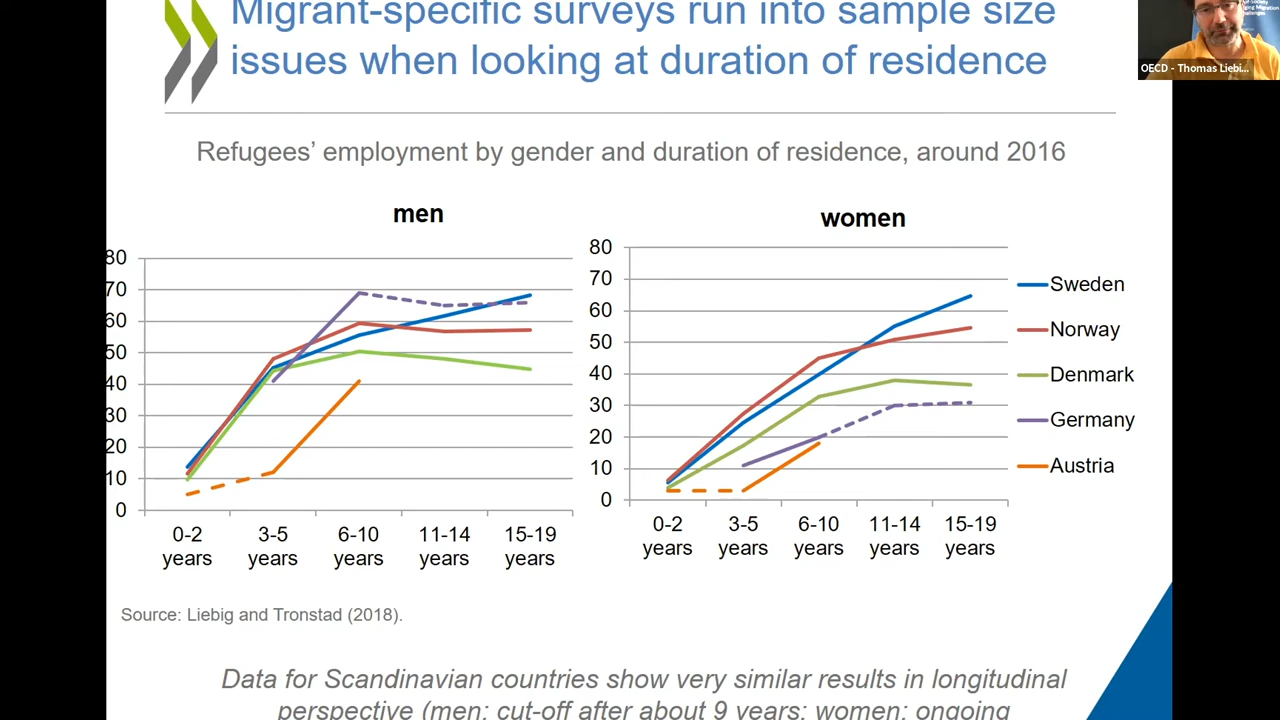 Migrant-specific surveys run into sample size
issues when looking at duration of residence
OECD - Thomas Liebi...
Refugees' employment by gender and duration of residence, around 2016
men
80
70
60
50
40
30
20
10
0
0-2 years
3-5 years
6-10 years
11-14 years
15-19 years
women
80
70
60
50
40
30
20
10
0
0-2 years
3-5 years
6-10 years
11-14 years
15-19 years
Sweden
Norway
Denmark
Germany
Austria
Source: Liebig and Tronstad (2018).
Data for Scandinavian countries show very similar results in longitudinal
perspective (men: cut-off after about 9 years; women: ongoing